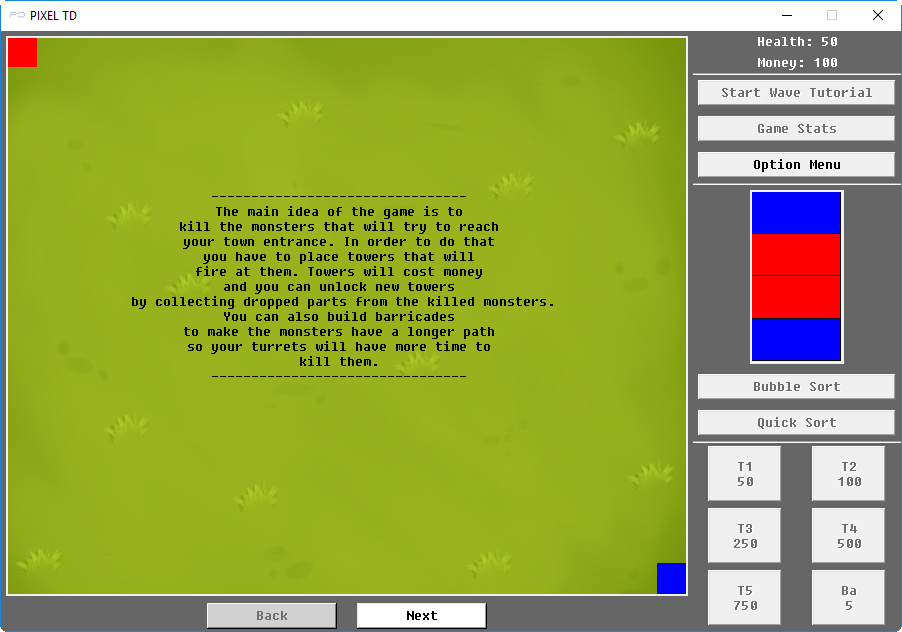 PIXEL TD
Health: 50
Money: 100
Start Wave Tutorial
Game Stats
Option Menu
--------------------------------
The main idea of the game is to
kill the monsters that will try to reach
your town entrance. In order to do that
you have to place towers that will
fire at them. Towers will cost money
and you can unlock new towers
by collecting dropped parts from the killed monsters.
You can also build barricades
to make the monsters have a longer path
so your turrets will have more time to
kill them.
--------------------------------
Bubble Sort
Quick Sort
T1
50
T2
100
T3
250
T4
500
T5
750
Ba
5
Back
Next